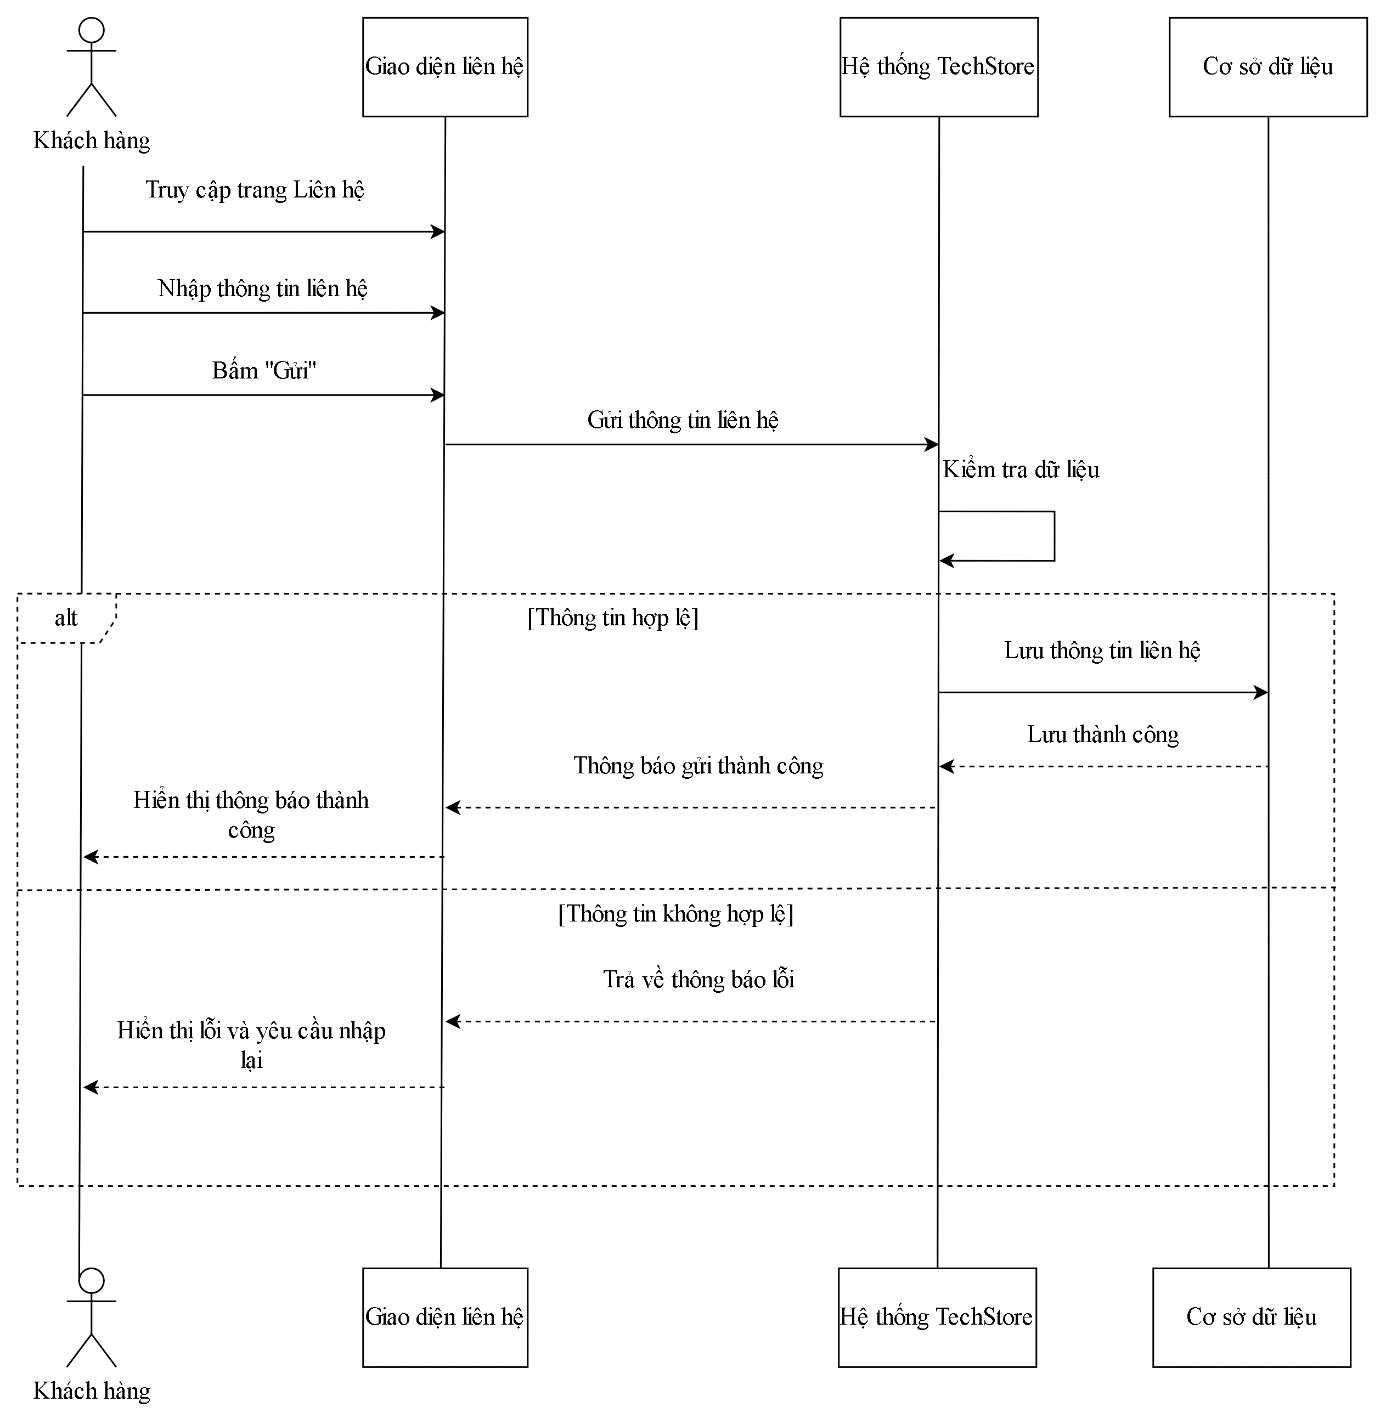 Giao diện liên hệ
Hệ thống TechStore
Cơ sở dữ liệu
Khách hàng
Truy cập trang Liên hệ
Nhập thông tin liên hệ
Bấm "Gửi"
Gửi thông tin liên hệ
Kiểm tra dữ liệu
alt
[Thông tin hợp lệ]
Lưu thông tin liên hệ
Lưu thành công
Thông báo gửi thành công
Hiển thị thông báo thành
công
[Thông tin không hợp lệ]
Trả về thông báo lỗi
Hiển thị lỗi và yêu cầu nhập
lại
Giao diện liên hệ
Hệ thống TechStore
Cơ sở dữ liệu
Khách hàng